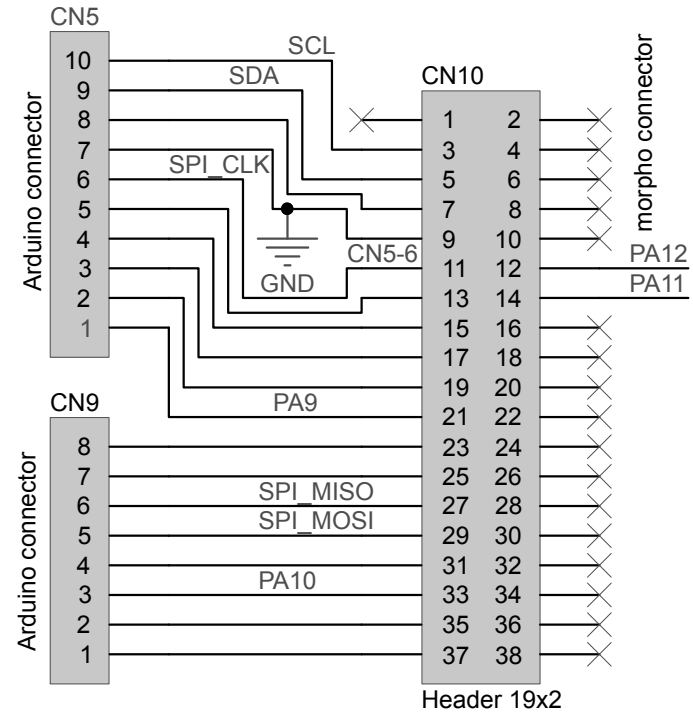 CN5
10 SCL
9 SDA
8
7
6 SPI_CLK
5
4
3
2
1
Arduino connector
CN10
1 2
3 4
5 6
7 8
9 10
CN5-6 11 12 PA12
GND 13 14 PA11
15 16
17 18
19 20
PA9 21 22
23 24
25 26
27 28
29 30
31 32
33 34
35 36
37 38
Header 19x2
morpho connector
CN9
8
7
6 SPI_MISO
5 SPI_MOSI
4
3 PA10
2
1
Arduino connector